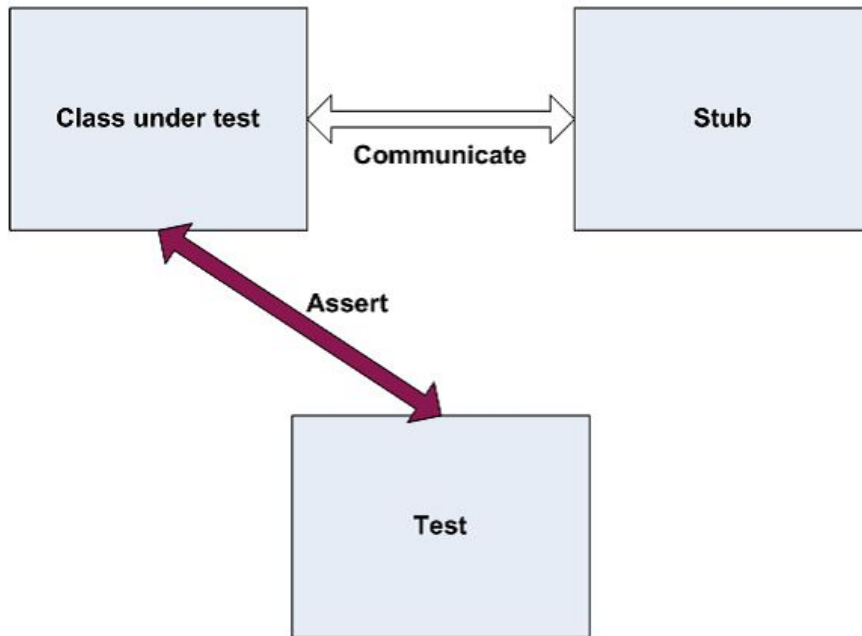 Class under test
Stub
Communicate
Assert
Test